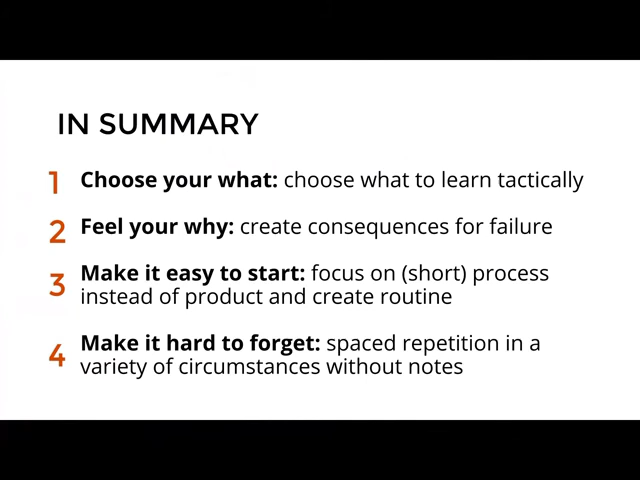 IN SUMMARY
1 Choose your what: choose what to learn tactically
2 Feel your why: create consequences for failure
3 Make it easy to start: focus on (short) process
instead of product and create routine
4 Make it hard to forget: spaced repetition in a
variety of circumstances without notes